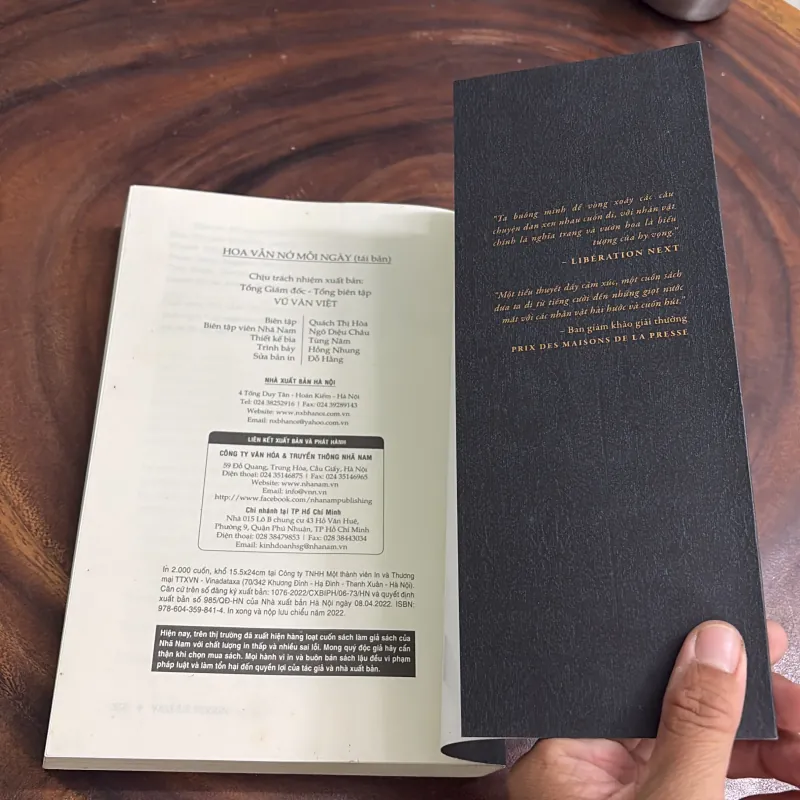 HOA VẪN NỞ MỖI NGÀY (tái bản)
Chịu trách nhiệm xuất bản:
Tổng Giám đốc - Tổng biên tập
VŨ VĂN VIỆT
Biên tập Quách Thị Hòa
Biên tập viên Nhã Nam Ngô Diệu Châu
Thiết kế bìa Tùng Nâm
Trình bày Hồng Nhung
Sửa bản in Đỗ Hằng
NHÀ XUẤT BẢN HÀ NỘI
4 Tống Duy Tân - Hoàn Kiếm - Hà Nội
Tel: 024 38252916 | Fax: 024 39289143
Website: www.nxbhanoi.com.vn
Email: nxbhanoi@yahoo.com.vn
LIÊN KẾT XUẤT BẢN VÀ PHÁT HÀNH
CÔNG TY VĂN HÓA & TRUYỀN THÔNG NHÃ NAM
59 Đỗ Quang, Trung Hòa, Cầu Giấy, Hà Nội
Điện thoại: 024 35146875 | Fax: 024 35146965
Website: www.nhanam.vn
Email: info@vnn.vn
http://www.facebook.com/nhanampublishing
Chi nhánh tại TP Hồ Chí Minh
Nhà 015 Lô B chung cư 43 Hồ Văn Huê,
Phường 9, Quận Phú Nhuận, TP Hồ Chí Minh
Điện thoại: 028 38479853 | Fax: 028 38443034
Email: kinhdoanhsg@nhanam.vn
In 2.000 cuốn, khổ 15.5x24cm tại Công ty TNHH Một thành viên In và Thương
mại TTXVN - Vinadataxa (70/342 Khương Đình - Hạ Đình - Thanh Xuân - Hà Nội).
Căn cứ trên số đăng ký xuất bản: 1076-2022/CXBIPH/06-73/HN và quyết định
xuất bản số 985/QĐ-HN của Nhà xuất bản Hà Nội ngày 08.04.2022. ISBN:
978-604-359-841-4. In xong và nộp lưu chiểu năm 2022.
Hiện nay, trên thị trường đã xuất hiện hàng loạt cuốn sách làm giả sách của
Nhã Nam với chất lượng in thấp và nhiều sai lỗi. Mong quý độc giả hãy cẩn
thận khi chọn mua sách. Mọi hành vi in và buôn bán sách lậu đều vi phạm
pháp luật và làm tổn hại đến quyền lợi của tác giả và nhà xuất bản.
"Ta buông mình để vòng xoáy các câu
chuyện đan xen nhau cuốn đi, với nhân vật
chính là nghĩa trang và vườn hoa là biểu
tượng của hy vọng."
– LIBÉRATION NEXT
"Một tiểu thuyết đầy cảm xúc, một cuốn sách
đưa ta đi từ tiếng cười đến những giọt nước
mắt với các nhân vật hài hước và cuốn hút."
– Ban giám khảo giải thưởng
PRIX DES MAISONS DE LA PRESSE